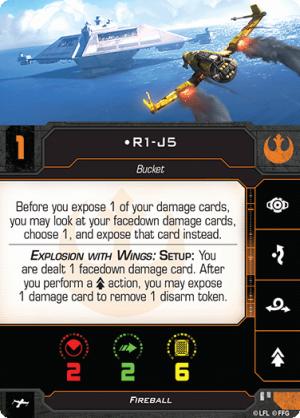 •R1-J5
1
Bucket
Before you expose 1 of your damage cards,
you may look at your facedown damage cards,
choose 1, and expose that card instead.
EXPLOSION WITH WINGS: SETUP: You
are dealt 1 facedown damage card. After
you perform a action, you may expose
1 damage card to remove 1 disarm token.
2 2 6
FIREBALL
©LFL ©FFG